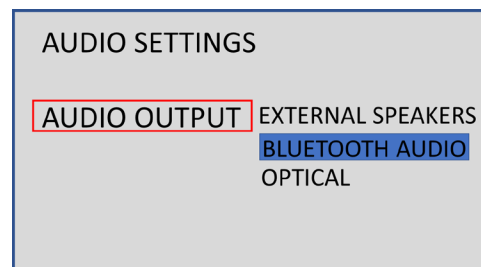 AUDIO SETTINGS
AUDIO OUTPUT EXTERNAL SPEAKERS
BLUETOOTH AUDIO
OPTICAL